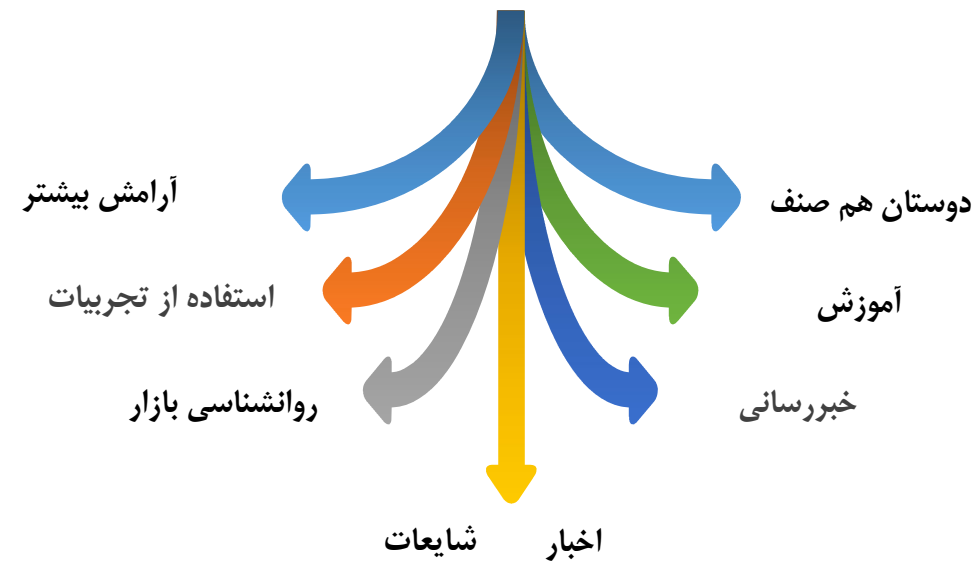 دوستان هم صنف
آرامش بیشتر
آموزش
استفاده از تجربیات
خبررسانی
روانشناسی بازار
اخبار
شایعات